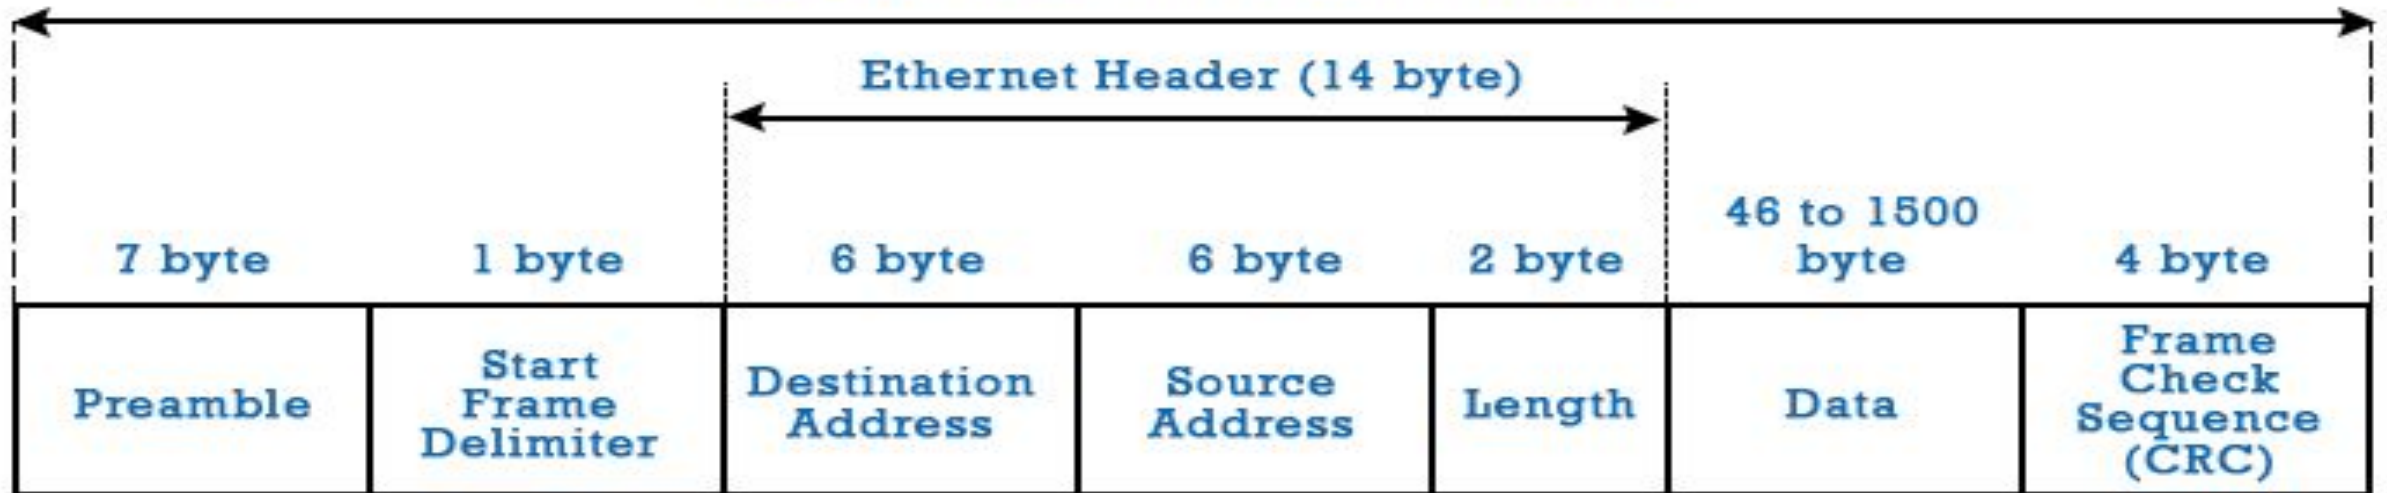 Ethernet Header (14 byte)
7 byte
1 byte
6 byte
6 byte
2 byte
46 to 1500
byte
4 byte
Preamble
Start
Frame
Delimiter
Destination
Address
Source
Address
Length
Data
Frame
Check
Sequence
(CRC)